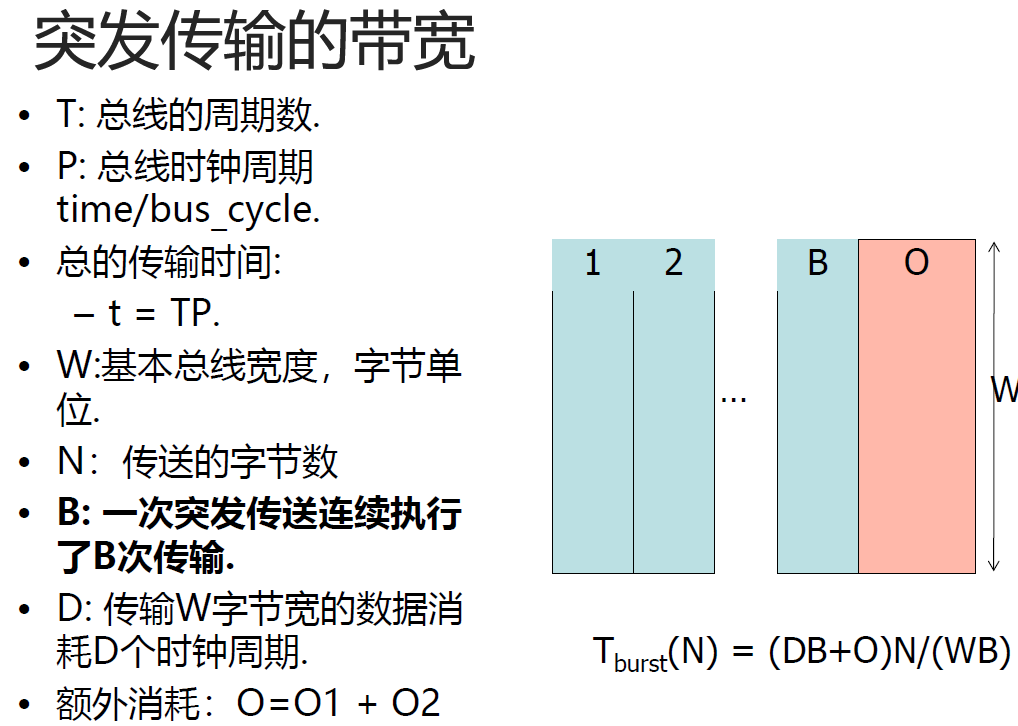 突发传输的带宽
• T: 总线的周期数.
• P: 总线时钟周期
time/bus_cycle.
• 总的传输时间:
– t = TP.
• W:基本总线宽度，字节单
位.
• N：传送的字节数
• B: 一次突发传送连续执行
了B次传输.
• D: 传输W字节宽的数据消
耗D个时钟周期.
• 额外消耗：O=O1 + O2
1 2 ... B O
W
Tburst(N) = (DB+O)N/(WB)